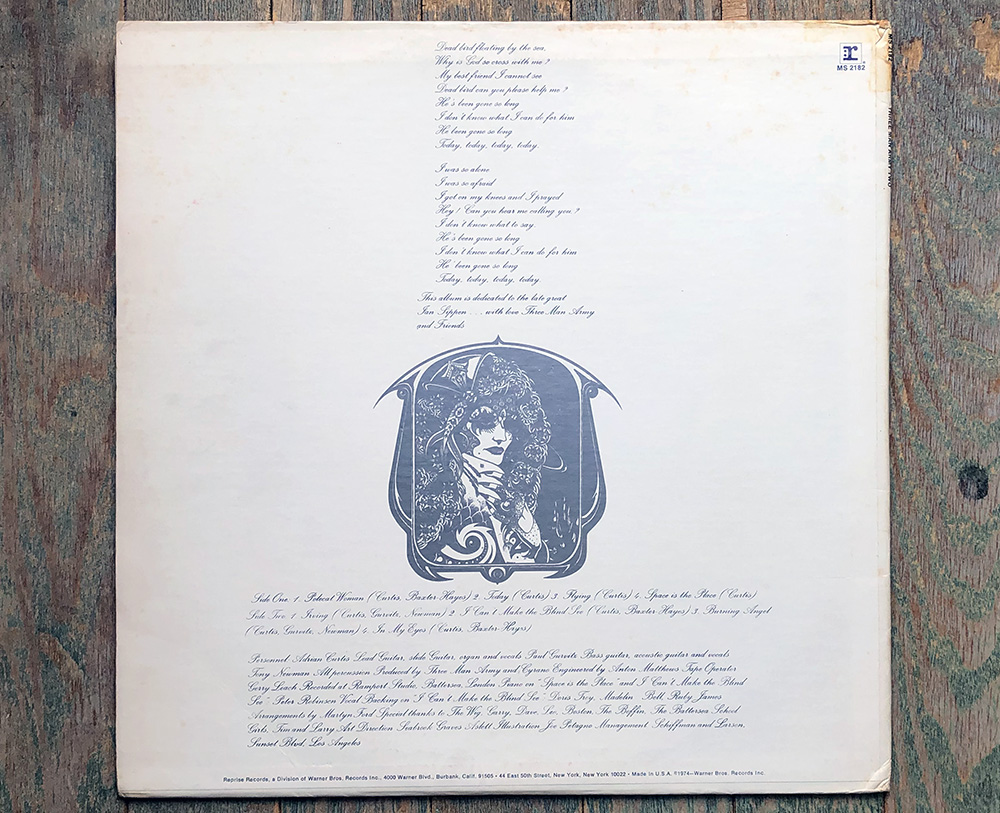 Dead bird floating by the sea,
Why is God so cross with me?
My best friend I cannot see
Dead bird can you please help me?
He's been gone so long
I don't know what I can do for him
He been gone so long
Today, today, today, today.
I was so alone
I was so afraid
I got on my knees and I prayed
Hey! Can you hear me calling you?
I don't know what to say.
He's been gone so long
I don't know what I can do for him
He' been gone so long
Today, today, today, today.
This album is dedicated to the late great
Ian Sippen . . . with love Three Man Army
and Friends
r
MS 2182
Side One: 1. Polecat Woman (Curtis, Baxter Hayes) 2. Today (Curtis) 3. Flying (Curtis) 4. Space is the Place (Curtis)
Side Two: 1. Irving (Curtis, Gurvitz, Newman) 2. I Can't Make the Blind See (Curtis, Baxter Hayes) 3. Burning Angel
(Curtis, Gurvitz, Newman) 4. In My Eyes (Curtis, Baxter-Hayes)
Personnel: Adrian Curtis Lead Guitar, slide Guitar, organ and vocals Paul Gurvitz Bass guitar, acoustic guitar and vocals
Tony Newman All percussion Produced by Three Man Army and Cyrano Engineered by Anton Matthews Tape Operator
Gerry Leach Recorded at Ramport Studio, Battersea, London Piano on "Space is the Place" and I Can't Make the Blind
See" Peter Robinson Vocal Backing on "I Can't Make the Blind See" Doris Troy, Madelin Bell, Ruby James
Arrangements by Martyn Ford Special thanks to The Wig, Garry, Dave, Leo, Boston, The Boffin, The Battersea School
Girls, Tim and Larry Art Direction Seabrook Graves Aslett Illustration Joe Petagno Management Schiffman and Larson,
Sunset Blvd, Los Angeles
Reprise Records, a Division of Warner Bros. Records Inc., 4000 Warner Blvd., Burbank, Calif. 91505 • 44 East 50th Street, New York, New York 10022 • Made in U.S.A. ℗1974—Warner Bros. Records Inc.